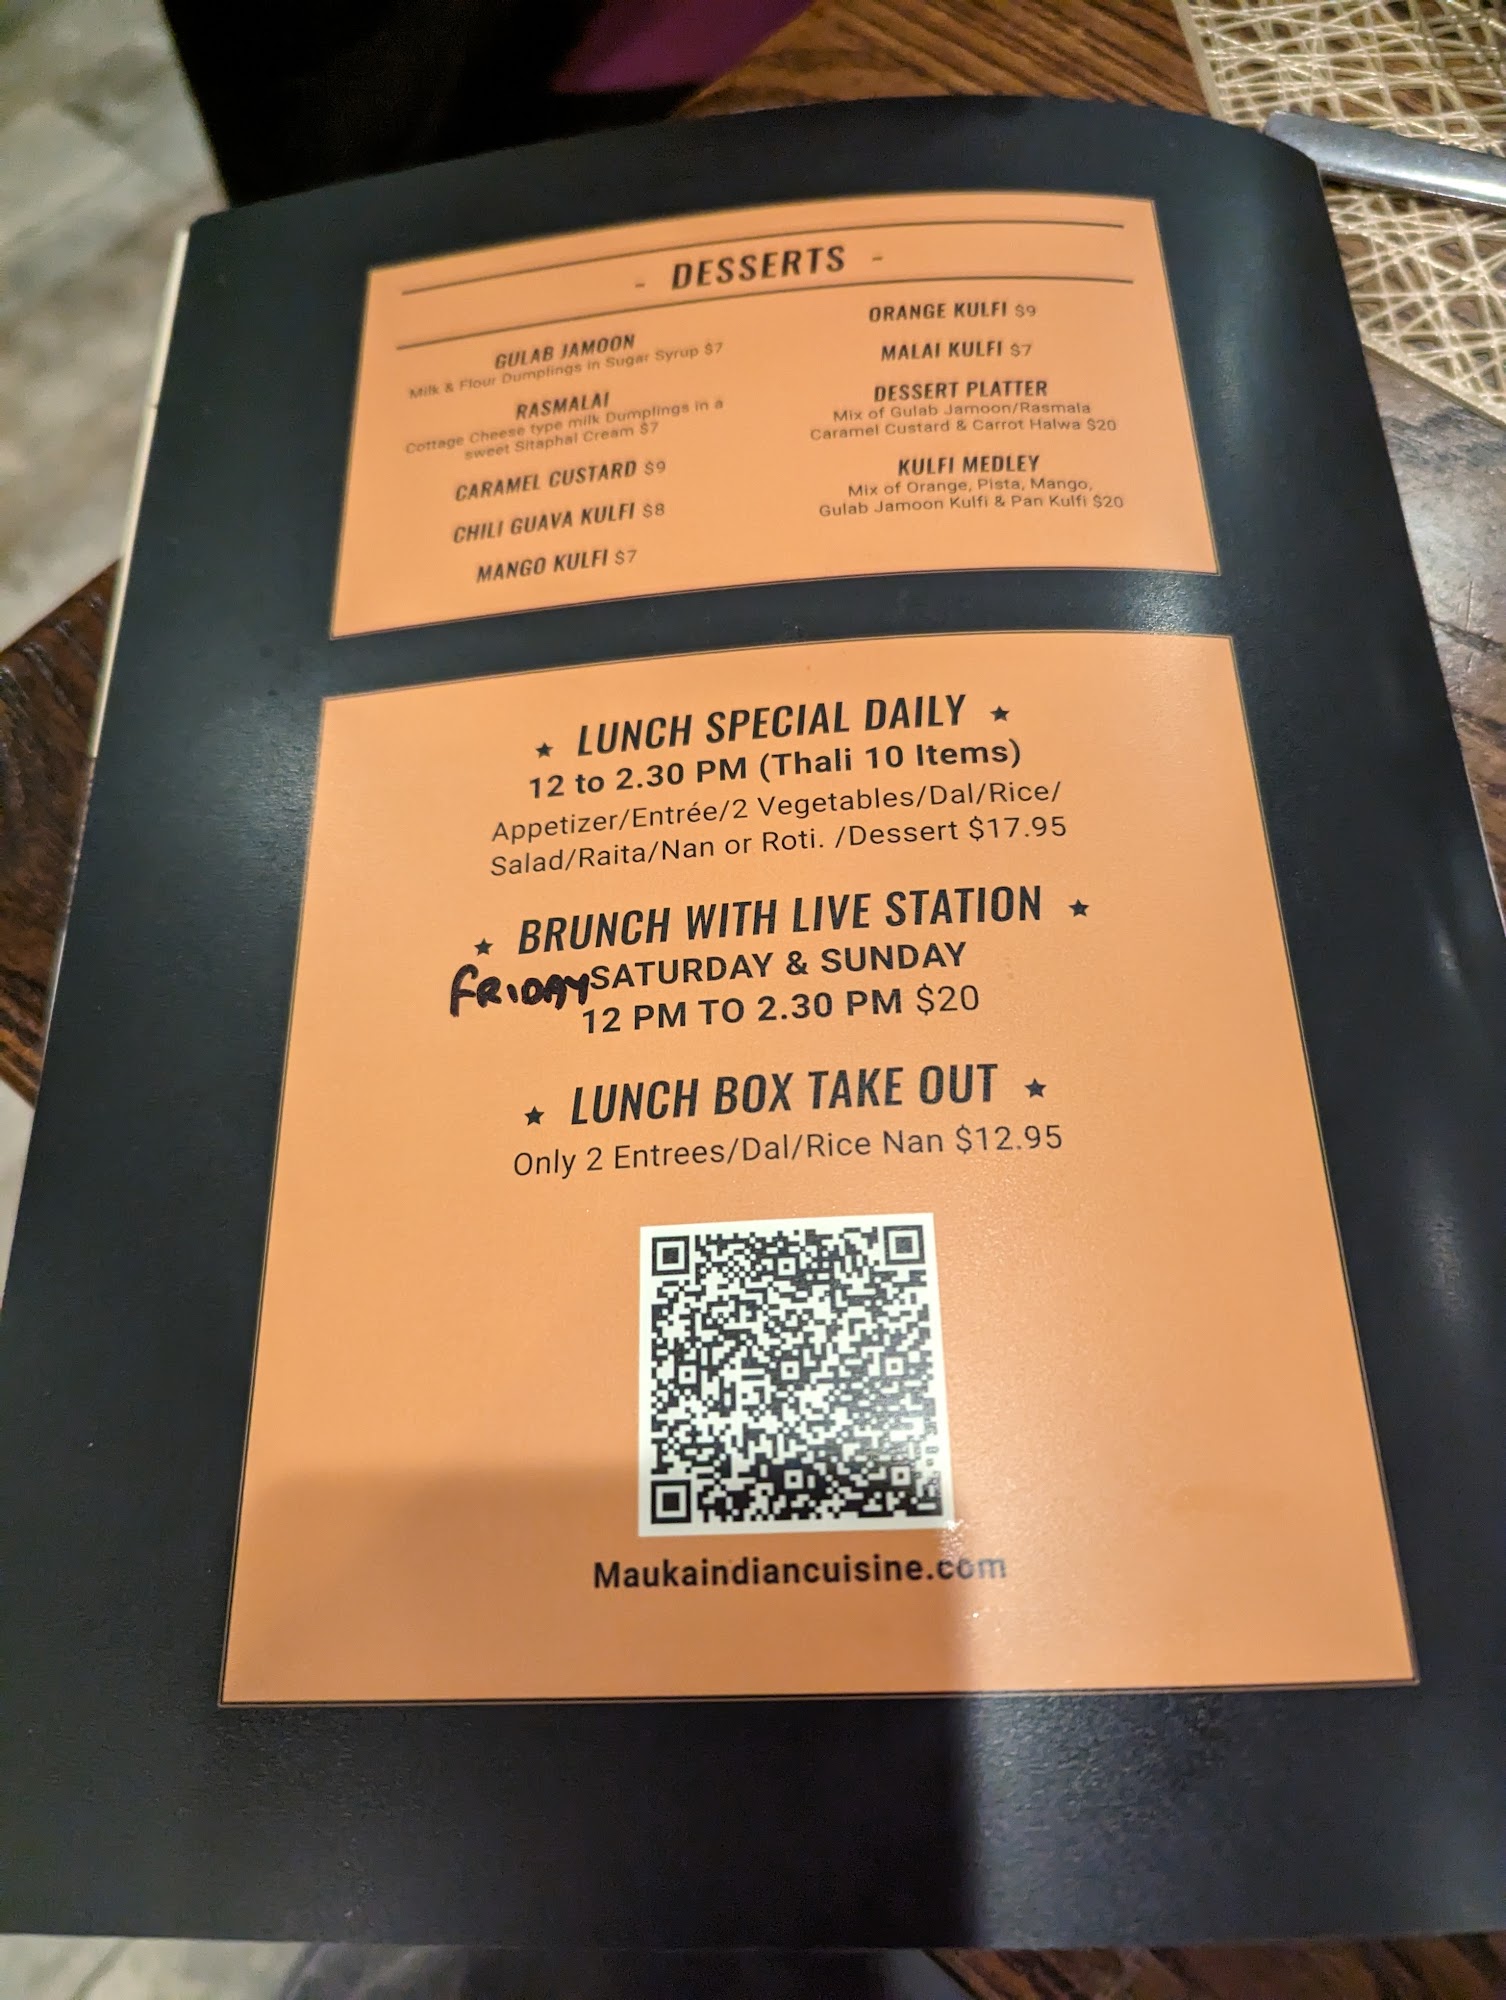 - DESSERTS -
GULAB JAMOON
Milk & Flour Dumplings in Sugar Syrup $7
RASMALAI
Cottage Cheese type milk Dumplings in a
sweet Sitaphal Cream $7
CARAMEL CUSTARD $9
CHILI GUAVA KULFI $8
MANGO KULFI $7
ORANGE KULFI $9
MALAI KULFI $7
DESSERT PLATTER
Mix of Gulab Jamoon/Rasmala
Caramel Custard & Carrot Halwa $20
KULFI MEDLEY
Mix of Orange, Pista, Mango,
Gulab Jamoon Kulfi & Pan Kulfi $20
★ LUNCH SPECIAL DAILY ★
12 to 2.30 PM (Thali 10 Items)
Appetizer/Entrée/2 Vegetables/Dal/Rice/
Salad/Raita/Nan or Roti. /Dessert $17.95
★ BRUNCH WITH LIVE STATION ★
FRIDAY SATURDAY & SUNDAY
12 PM TO 2.30 PM $20
★ LUNCH BOX TAKE OUT ★
Only 2 Entrees/Dal/Rice Nan $12.95
Maukaindiancuisine.com